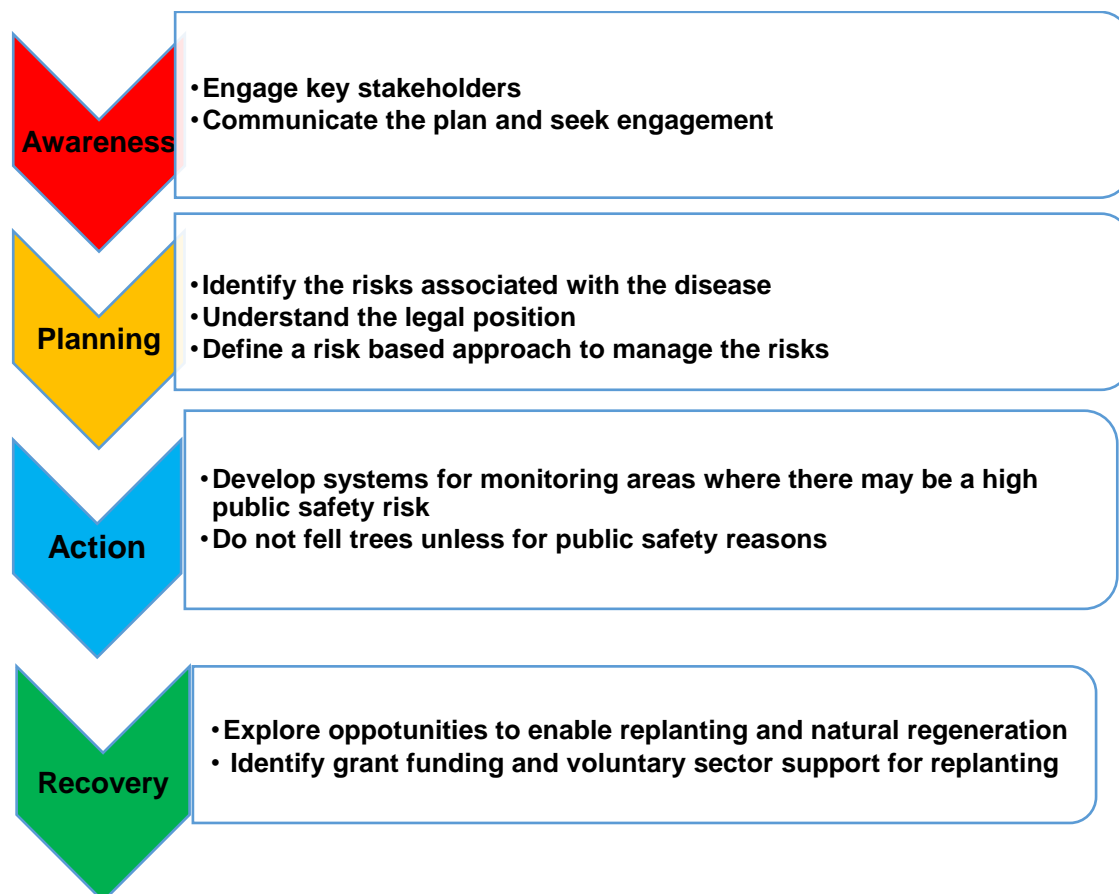 Awareness
• Engage key stakeholders
• Communicate the plan and seek engagement
Planning
• Identify the risks associated with the disease
• Understand the legal position
• Define a risk based approach to manage the risks
Action
• Develop systems for monitoring areas where there may be a high
public safety risk
• Do not fell trees unless for public safety reasons
Recovery
• Explore oppotunities to enable replanting and natural regeneration
• Identify grant funding and voluntary sector support for replanting